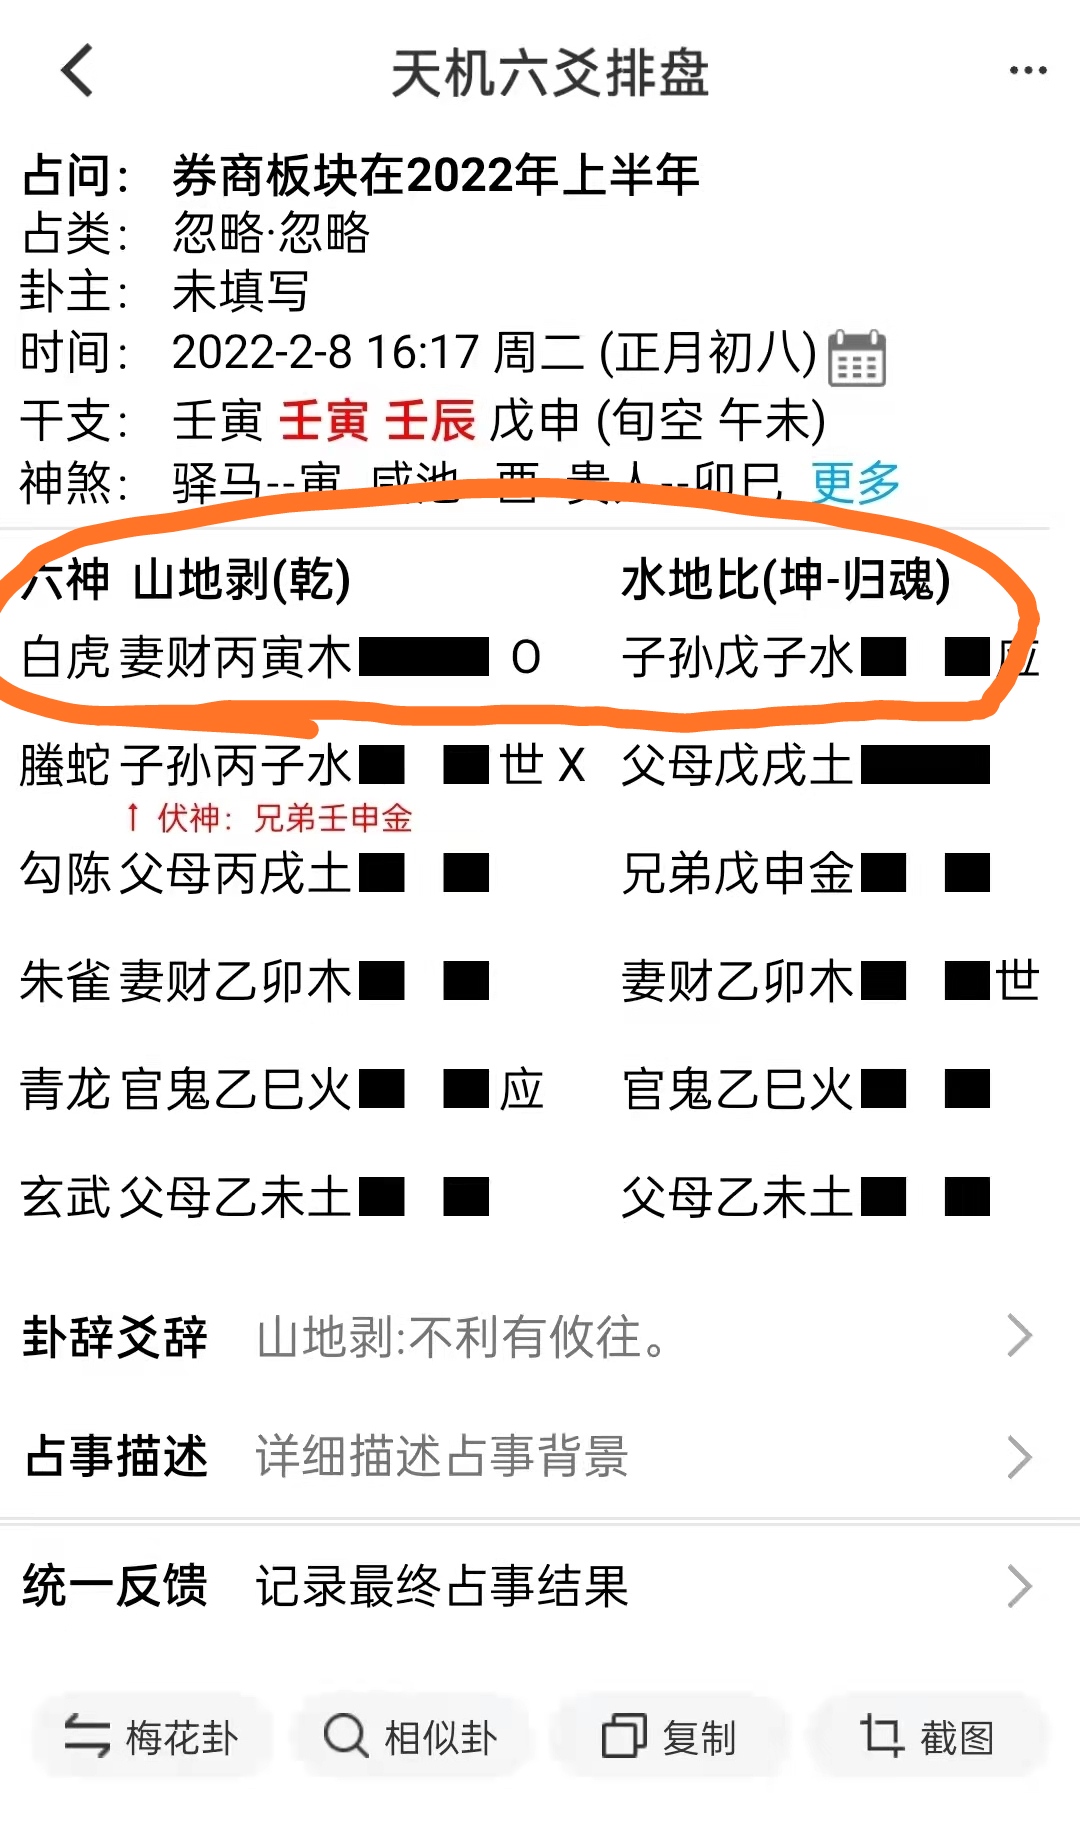 天机六爻排盘
占问： 券商板块在2022年上半年
占类： 忽略·忽略
卦主： 未填写
时间： 2022-2-8 16:17 周二 (正月初八)
干支： 壬寅 壬寅 壬辰 戊申 (旬空 午未)
神煞： 驿马--寅 咸池--酉 贵人--卯巳 更多
六神 山地剥(乾) 水地比(坤-归魂)
白虎 妻财丙寅木 O 子孙戊子水 应
螣蛇 子孙丙子水 世 X 父母戊戌土
↑ 伏神：兄弟壬申金
勾陈 父母丙戌土 兄弟戊申金
朱雀 妻财乙卯木 妻财乙卯木 世
青龙 官鬼乙巳火 应 官鬼乙巳火
玄武 父母乙未土 父母乙未土
卦辞爻辞 山地剥:不利有攸往。
占事描述 详细描述占事背景
统一反馈 记录最终占事结果
梅花卦 相似卦 复制 截图